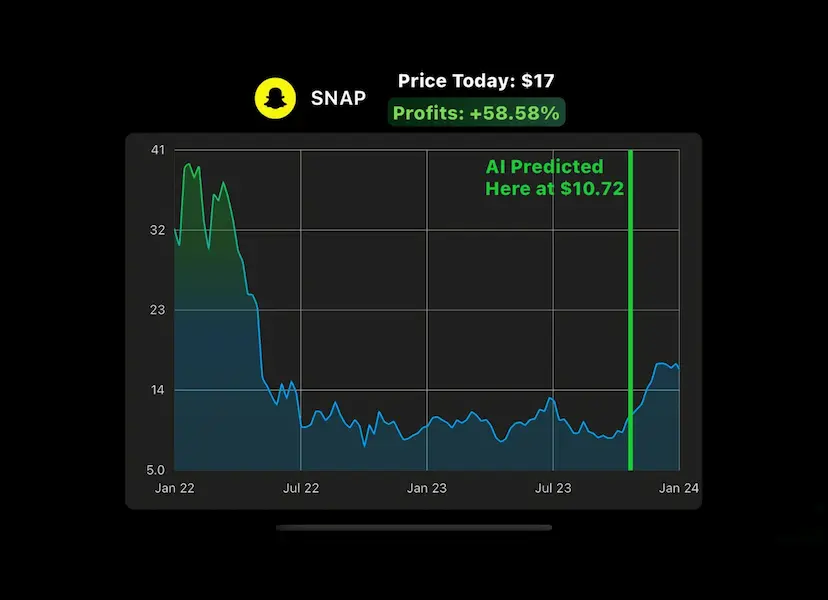 SNAP
Price Today: $17
Profits: +58.58%
AI Predicted
Here at $10.72
41
32
23
14
5.0
Jan 22
Jul 22
Jan 23
Jul 23
Jan 24